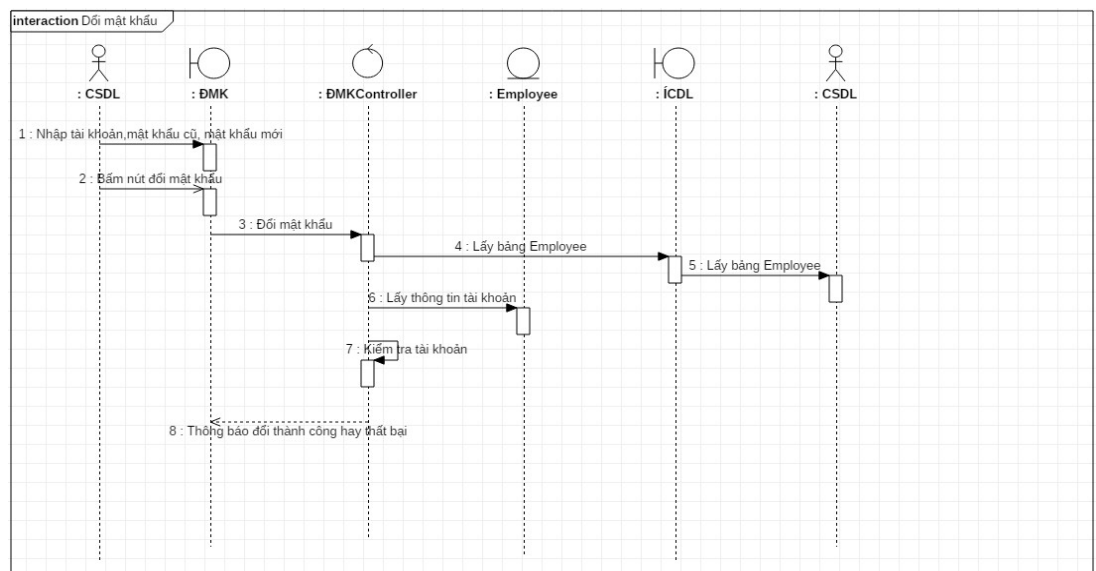 interaction Dổi mật khẩu
: CSDL
: ĐMK
: ĐMKController
: Employee
: ÍCDL
: CSDL
1 : Nhập tài khoản,mật khẩu cũ, mật khẩu mới
2 : Bấm nút đổi mật khẩu
3 : Đổi mật khẩu
4 : Lấy bảng Employee
5 : Lấy bảng Employee
6 : Lấy thông tin tài khoản
7 : Kiểm tra tài khoản
8 : Thông báo đổi thành công hay thất bại